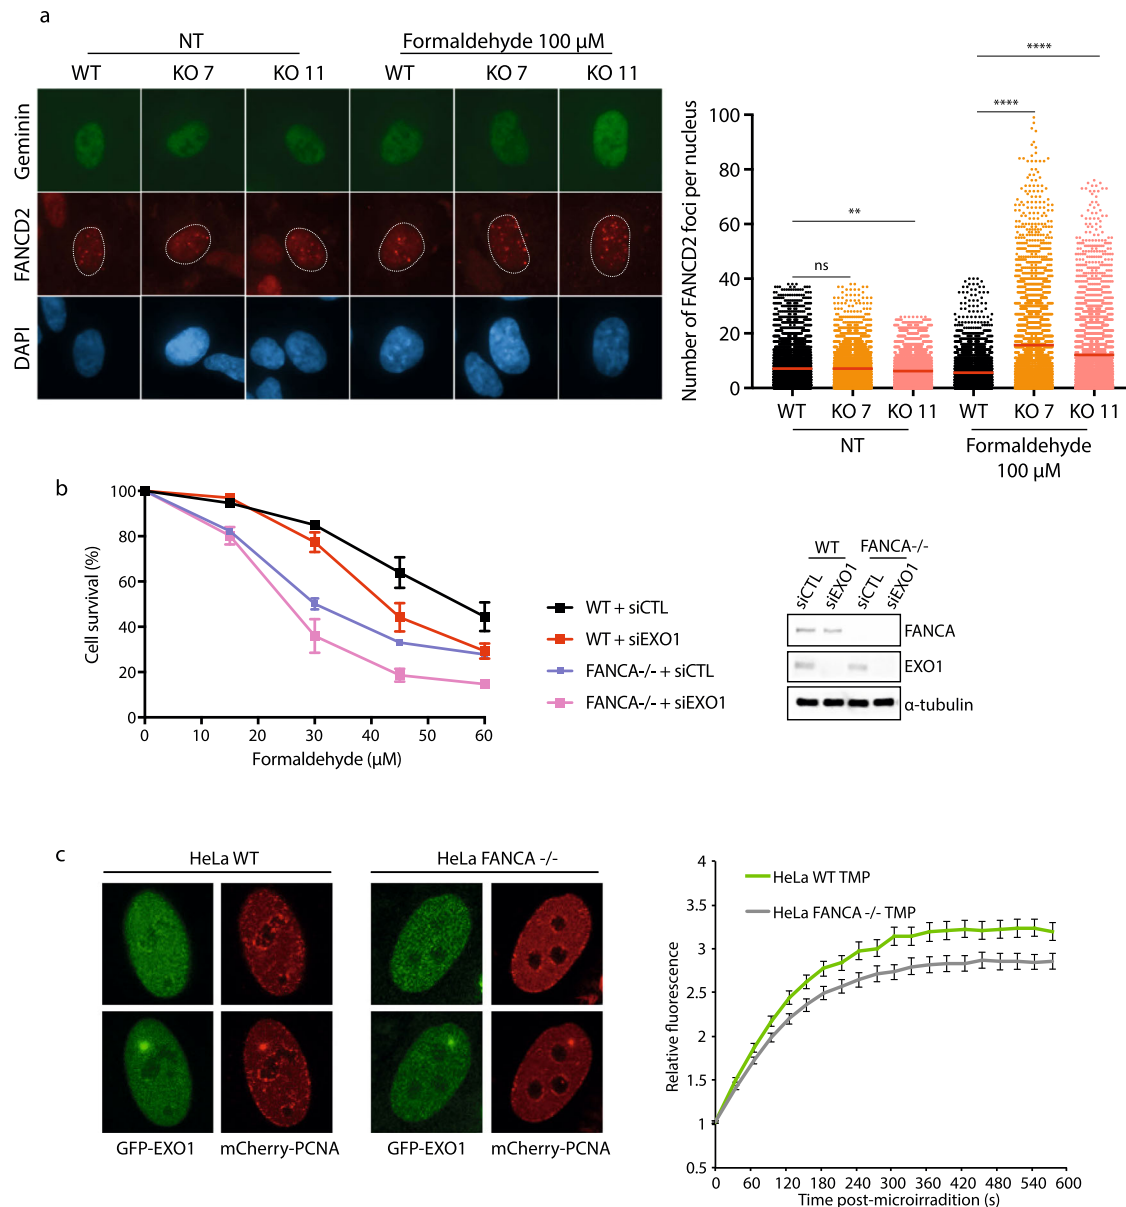 a
NT
Formaldehyde 100 µM
WT
KO 7
KO 11
WT
KO 7
KO 11
Geminin
FANCD2
DAPI
Number of FANCD2 foci per nucleus
100
80
60
40
20
0
ns
**
****
****
WT
KO 7
KO 11
WT
KO 7
KO 11
NT
Formaldehyde
100 µM
b
Cell survival (%)
100
80
60
40
20
0
0
10
20
30
40
50
60
Formaldehyde (µM)
WT + siCTL
WT + siEXO1
FANCA-/- + siCTL
FANCA-/- + siEXO1
WT
FANCA-/-
siCTL
siEXO1
siCTL
siEXO1
FANCA
EXO1
α-tubulin
c
HeLa WT
HeLa FANCA -/-
GFP-EXO1
mCherry-PCNA
GFP-EXO1
mCherry-PCNA
Relative fluorescence
4
3.5
3
2.5
2
1.5
1
0.5
HeLa WT TMP
HeLa FANCA -/- TMP
0
60
120
180
240
300
360
420
480
540
600
Time post-microirradition (s)